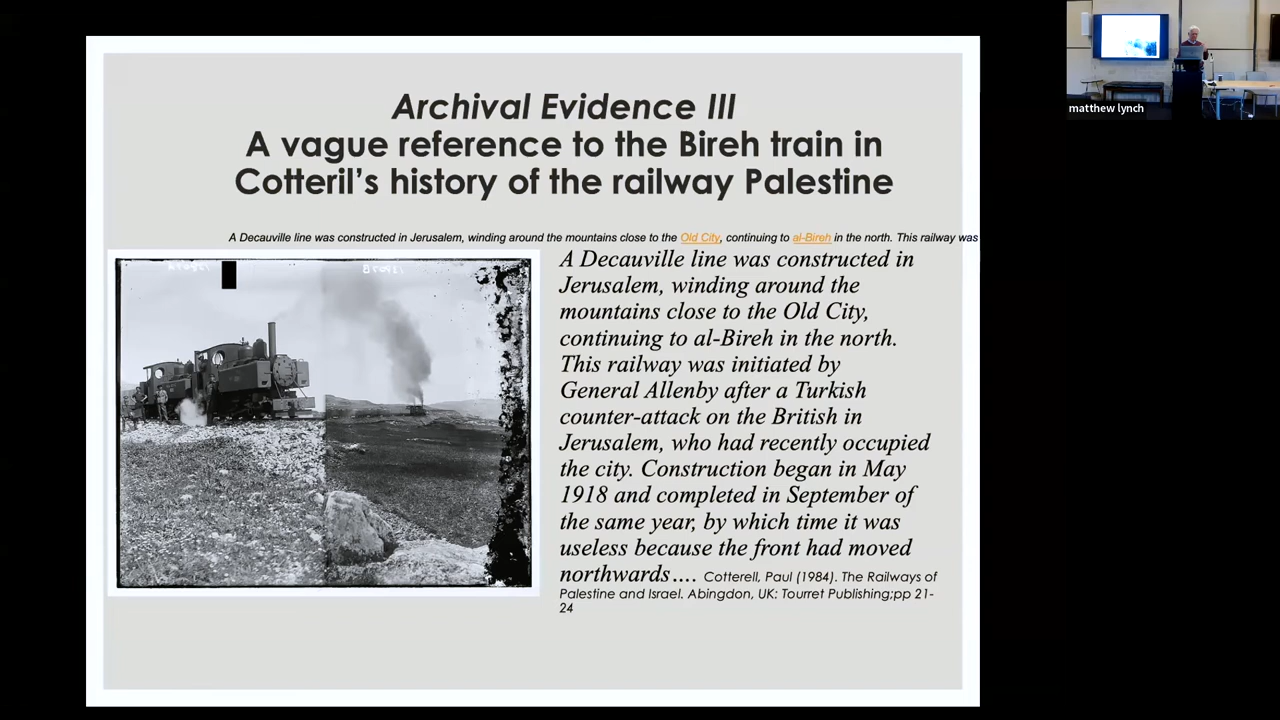 Archival Evidence III
A vague reference to the Bireh train in
Cotteril's history of the railway Palestine
A Decauville line was constructed in Jerusalem, winding around the mountains close to the Old City, continuing to al-Bireh in the north. This railway was
A Decauville line was constructed in
Jerusalem, winding around the
mountains close to the Old City,
continuing to al-Bireh in the north.
This railway was initiated by
General Allenby after a Turkish
counter-attack on the British in
Jerusalem, who had recently occupied
the city. Construction began in May
1918 and completed in September of
the same year, by which time it was
useless because the front had moved
northwards…. Cotterell, Paul (1984). The Railways of
Palestine and Israel. Abingdon, UK: Tourret Publishing;pp 21-
24
matthew lynch